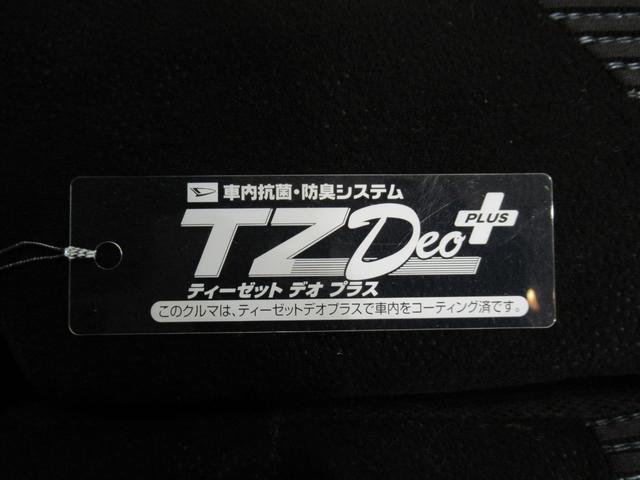 車内抗菌・防臭システム
TZ Deo PLUS
ティーゼット デオ プラス
このクルマは、ティーゼットデオプラスで車内をコーティング済です。